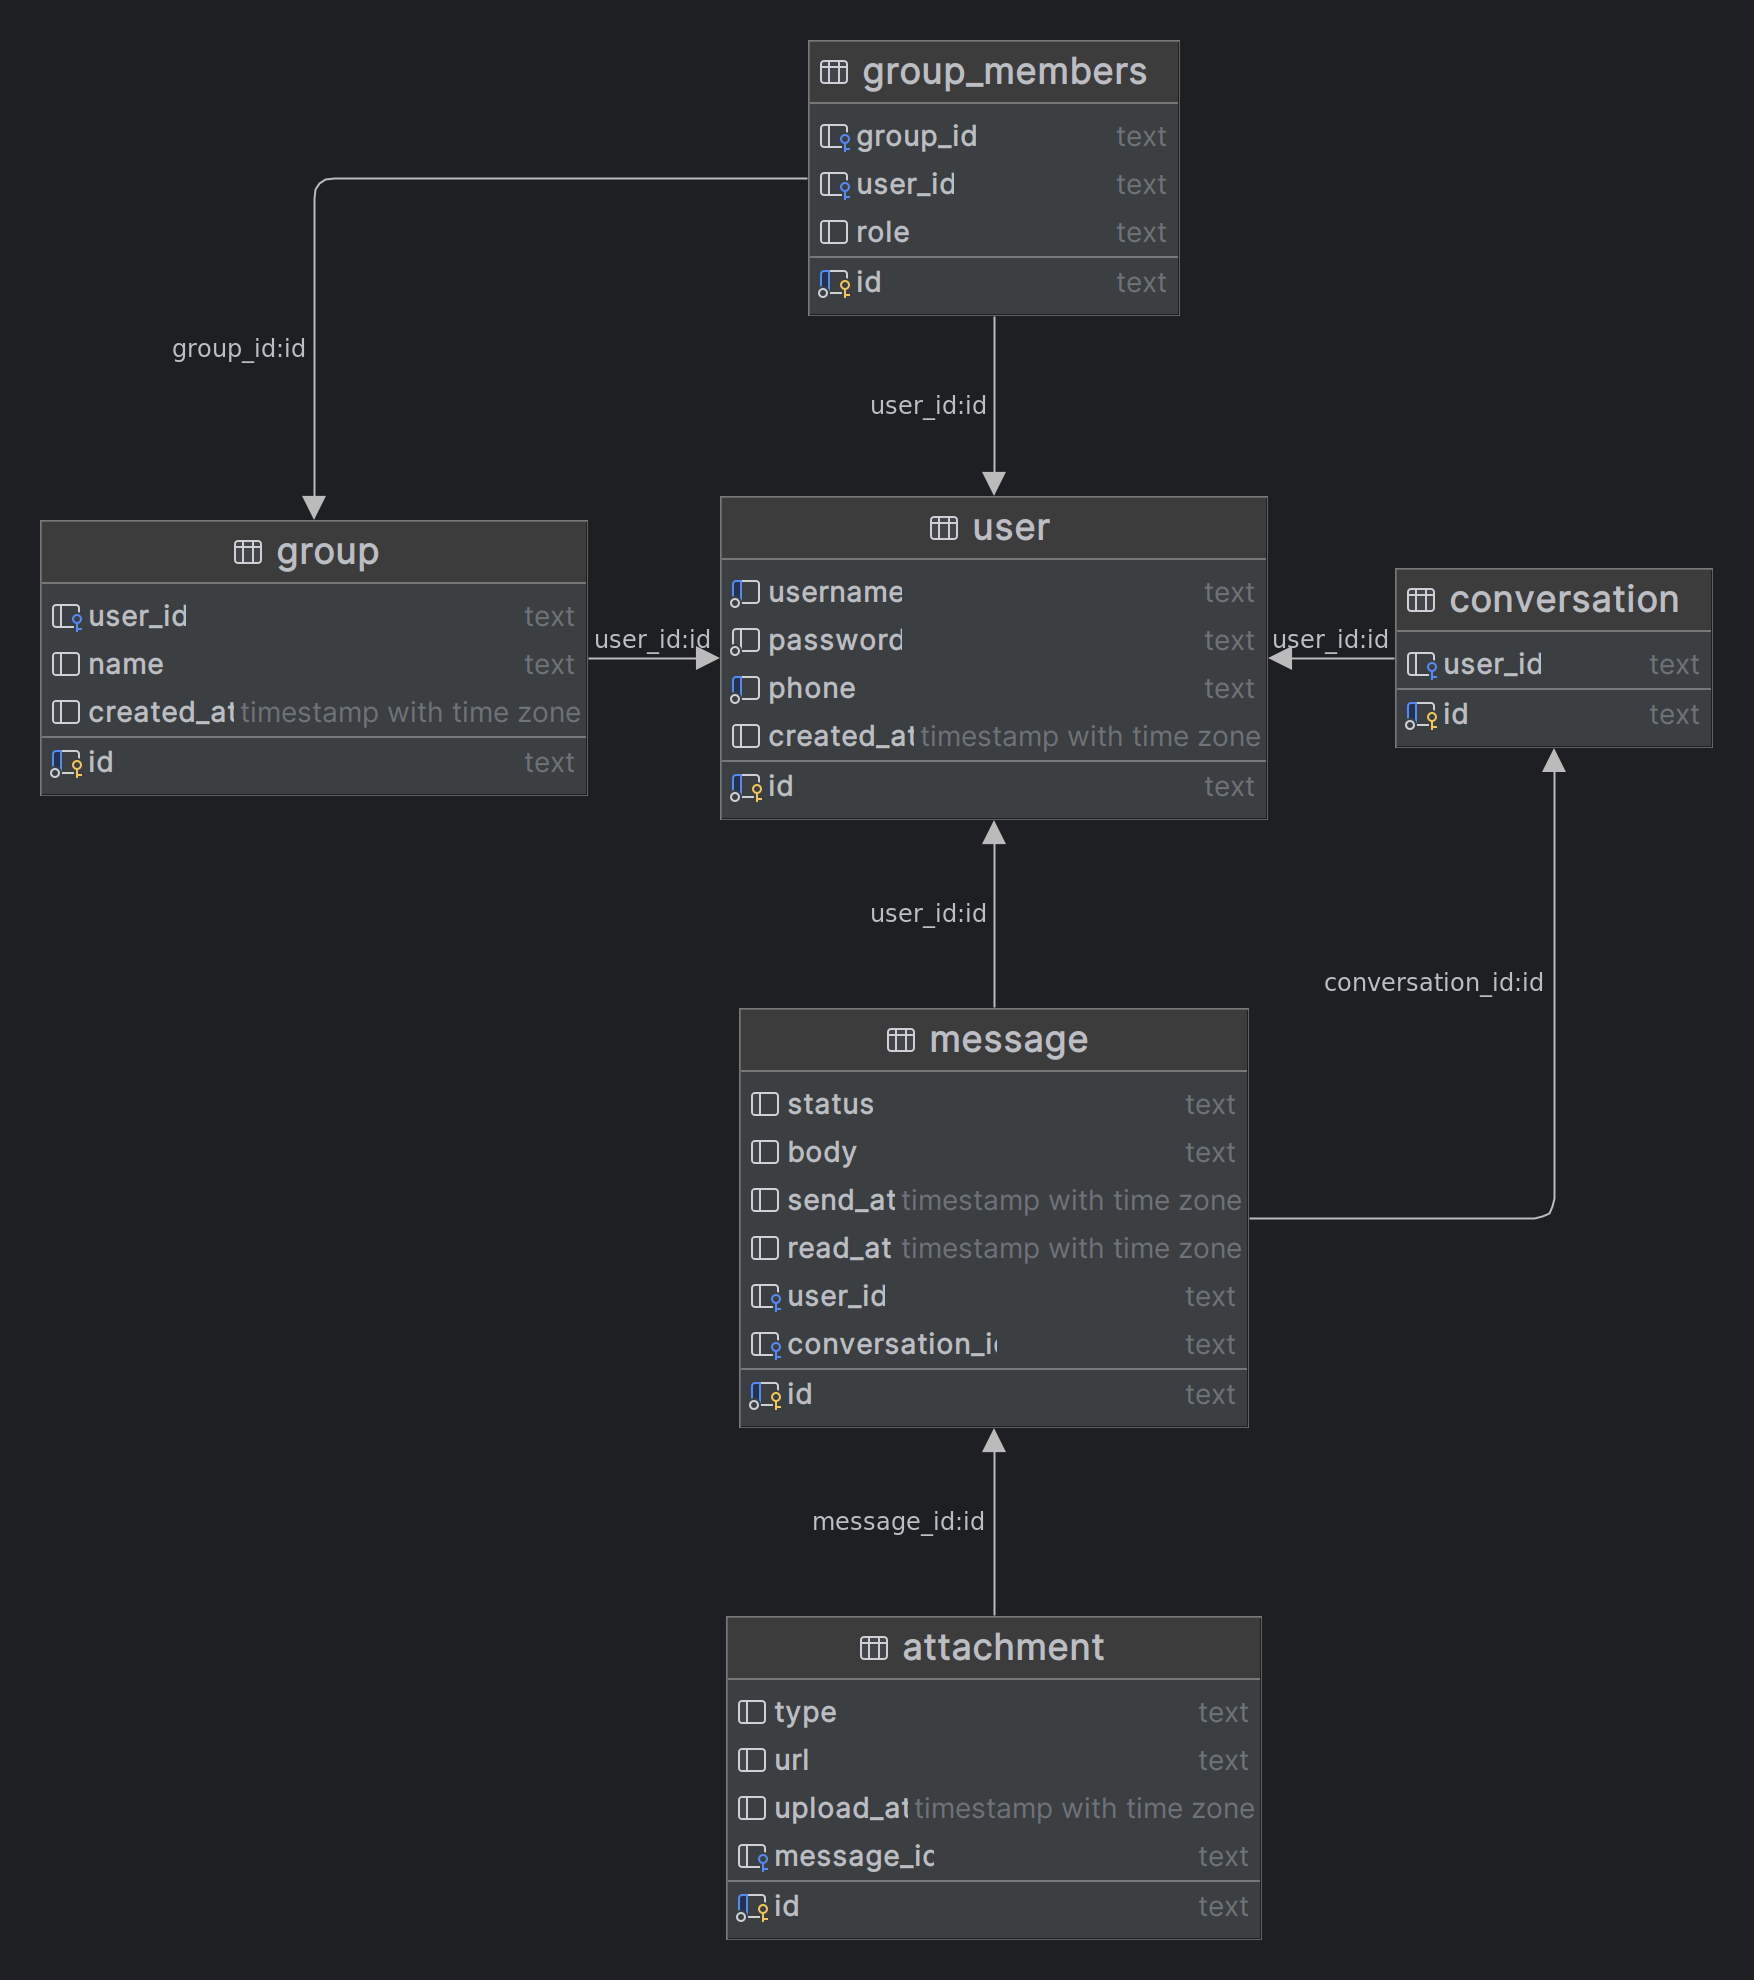 group_members
group_id text
user_id text
role text
id text
group_id:id
user_id:id
group
user_id text
name text
created_at timestamp with time zone
id text
user_id:id
user
username text
password text
phone text
created_at timestamp with time zone
id text
user_id:id
conversation
user_id text
id text
user_id:id
conversation_id:id
message
status text
body text
send_at timestamp with time zone
read_at timestamp with time zone
user_id text
conversation_id text
id text
message_id:id
attachment
type text
url text
upload_at timestamp with time zone
message_id text
id text